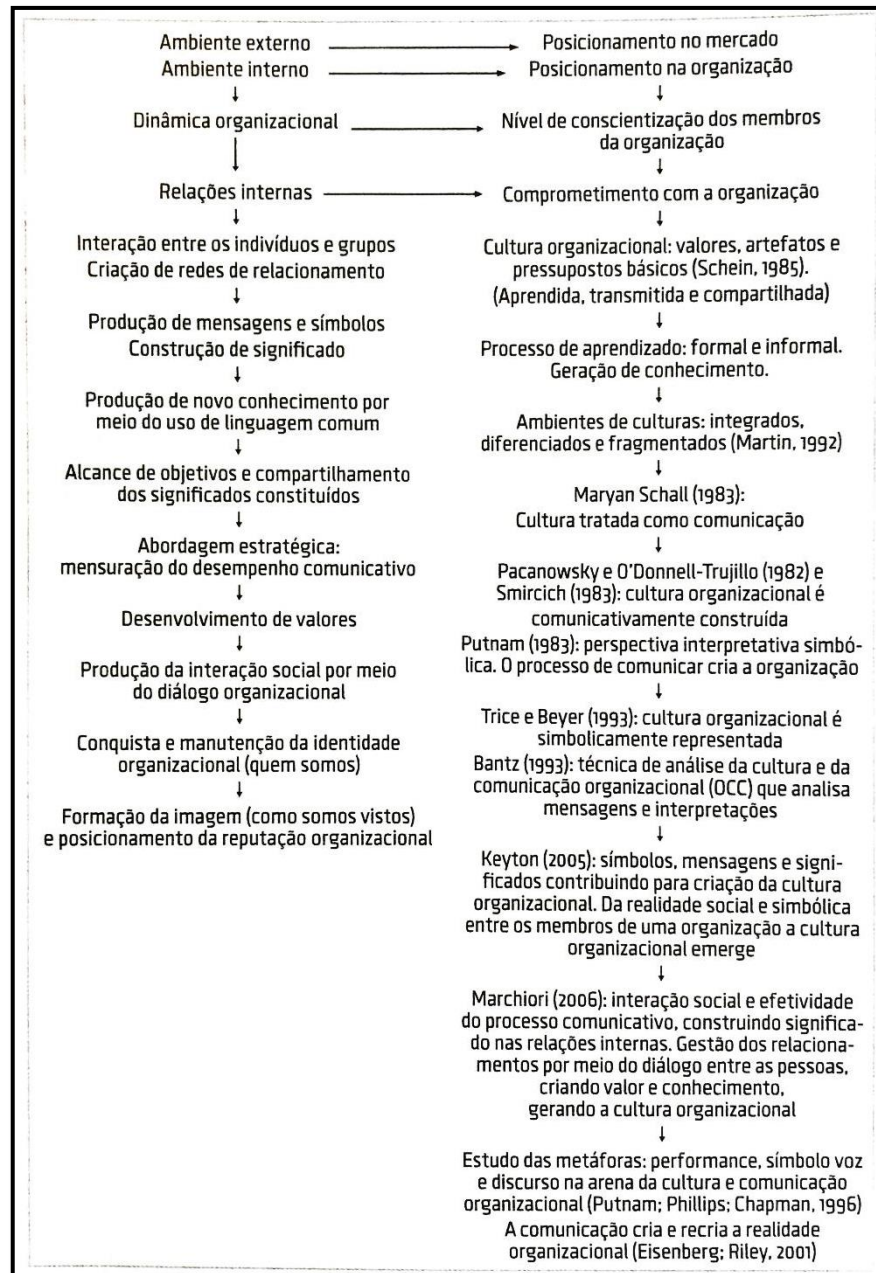 Ambiente externo
Posicionamento no mercado
Ambiente interno
Posicionamento na organização
Dinâmica organizacional
Nível de conscientização dos membros
da organização
Relações internas
Comprometimento com a organização
Interação entre os indivíduos e grupos
Criação de redes de relacionamento
Produção de mensagens e símbolos
Construção de significado
Produção de novo conhecimento por
meio do uso de linguagem comum
Alcance de objetivos e compartilhamento
dos significados constituídos
Abordagem estratégica:
mensuração do desempenho comunicativo
Desenvolvimento de valores
Produção da interação social por meio
do diálogo organizacional
Conquista e manutenção da identidade
organizacional (quem somos)
Formação da imagem (como somos vistos)
e posicionamento da reputação organizacional
Cultura organizacional: valores, artefatos e
pressupostos básicos (Schein, 1985).
(Aprendida, transmitida e compartilhada)
Processo de aprendizado: formal e informal.
Geração de conhecimento.
Ambientes de culturas: integrados,
diferenciados e fragmentados (Martin, 1992)
Maryan Schall (1983):
Cultura tratada como comunicação
Pacanowsky e O'Donnell-Trujillo (1982) e
Smircich (1983): cultura organizacional é
comunicativamente construída
Putnam (1983): perspectiva interpretativa simbó-
lica. O processo de comunicar cria a organização
Trice e Beyer (1993): cultura organizacional é
simbolicamente representada
Bantz (1993): técnica de análise da cultura e da
comunicação organizacional (OCC) que analisa
mensagens e interpretações
Keyton (2005): símbolos, mensagens e signi-
ficados contribuindo para criação da cultura
organizacional. Da realidade social e simbólica
entre os membros de uma organização a cultura
organizacional emerge
Marchiori (2006): interação social e efetividade
do processo comunicativo, construindo significa-
do nas relações internas. Gestão dos relaciona-
mentos por meio do diálogo entre as pessoas,
criando valor e conhecimento,
gerando a cultura organizacional
Estudo das metáforas: performance, símbolo voz
e discurso na arena da cultura e comunicação
organizacional (Putnam; Phillips; Chapman, 1996)
A comunicação cria e recria a realidade
organizacional (Eisenberg; Riley, 2001)